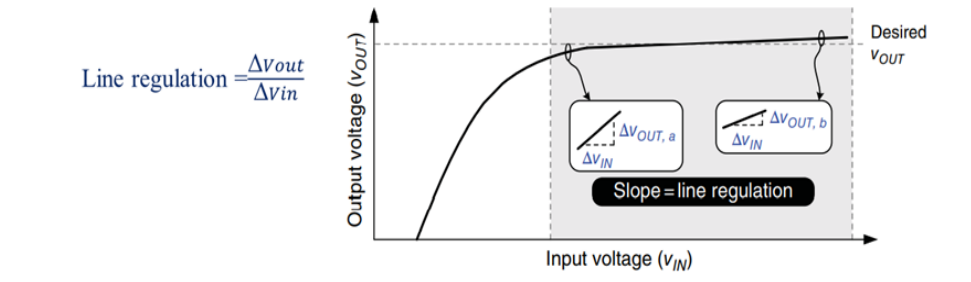 Line regulation =Δvout/Δvin
Output voltage (vOUT)
Desired
vOUT
ΔvOUT, a
ΔvIN
ΔvOUT, b
ΔvIN
Slope=line regulation
Input voltage (vIN)